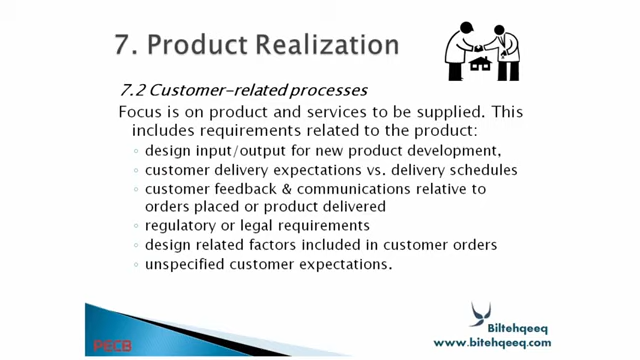 7. Product Realization
7.2 Customer-related processes
Focus is on product and services to be supplied. This
includes requirements related to the product:
◦ design input/output for new product development,
◦ customer delivery expectations vs. delivery schedules
◦ customer feedback & communications relative to
orders placed or product delivered
◦ regulatory or legal requirements
◦ design related factors included in customer orders
◦ unspecified customer expectations.
PECB
Biltehqeeq
www.bitehqeeq.com